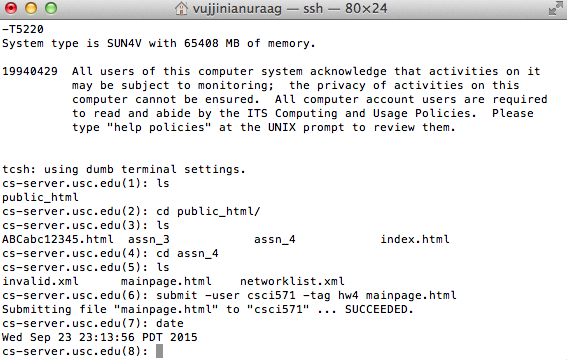 vujjinianuraag — ssh — 80×24
-T5220
System type is SUN4V with 65408 MB of memory.
19940429  All users of this computer system acknowledge that activities on it
may be subject to monitoring;  the privacy of activities on this
computer cannot be ensured.  All computer account users are required
to read and abide by the ITS Computing and Usage Policies.  Please
type "help policies" at the UNIX prompt to review them.
tcsh: using dumb terminal settings.
cs-server.usc.edu(1): ls
public_html
cs-server.usc.edu(2): cd public_html/
cs-server.usc.edu(3): ls
ABCabc12345.html  assn_3            assn_4            index.html
cs-server.usc.edu(4): cd assn_4
cs-server.usc.edu(5): ls
invalid.xml      mainpage.html    networklist.xml
cs-server.usc.edu(6): submit -user csci571 -tag hw4 mainpage.html
Submitting file "mainpage.html" to "csci571" ... SUCCEEDED.
cs-server.usc.edu(7): date
Wed Sep 23 23:13:56 PDT 2015
cs-server.usc.edu(8):